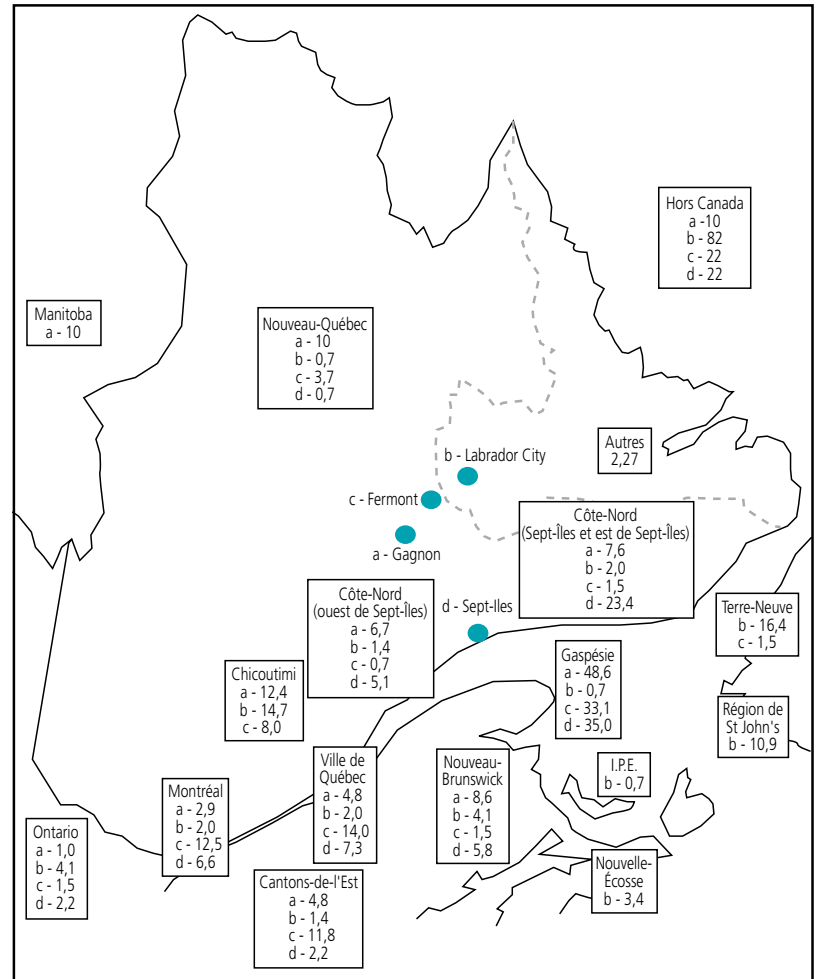 Hors Canada
a -10
b - 82
c - 22
d - 22
Manitoba
a - 10
Nouveau-Québec
a - 10
b - 0,7
c - 3,7
d - 0,7
Autres
2,27
b - Labrador City
c - Fermont
a - Gagnon
d - Sept-Iles
Côte-Nord
(Sept-Îles et est de Sept-Îles)
a - 7,6
b - 2,0
c - 1,5
d - 23,4
Côte-Nord
(ouest de Sept-Îles)
a - 6,7
b - 1,4
c - 0,7
d - 5,1
Terre-Neuve
b - 16,4
c - 1,5
Chicoutimi
a - 12,4
b - 14,7
c - 8,0
Gaspésie
a - 48,6
b - 0,7
c - 33,1
d - 35,0
Région de
St John's
b - 10,9
Montréal
a - 2,9
b - 2,0
c - 12,5
d - 6,6
Ville de
Québec
a - 4,8
b - 2,0
c - 14,0
d - 7,3
Nouveau-
Brunswick
a - 8,6
b - 4,1
c - 1,5
d - 5,8
I.P.E.
b - 0,7
Ontario
a - 1,0
b - 4,1
c - 1,5
d - 2,2
Cantons-de-l'Est
a - 4,8
b - 1,4
c - 11,8
d - 2,2
Nouvelle-
Écosse
b - 3,4